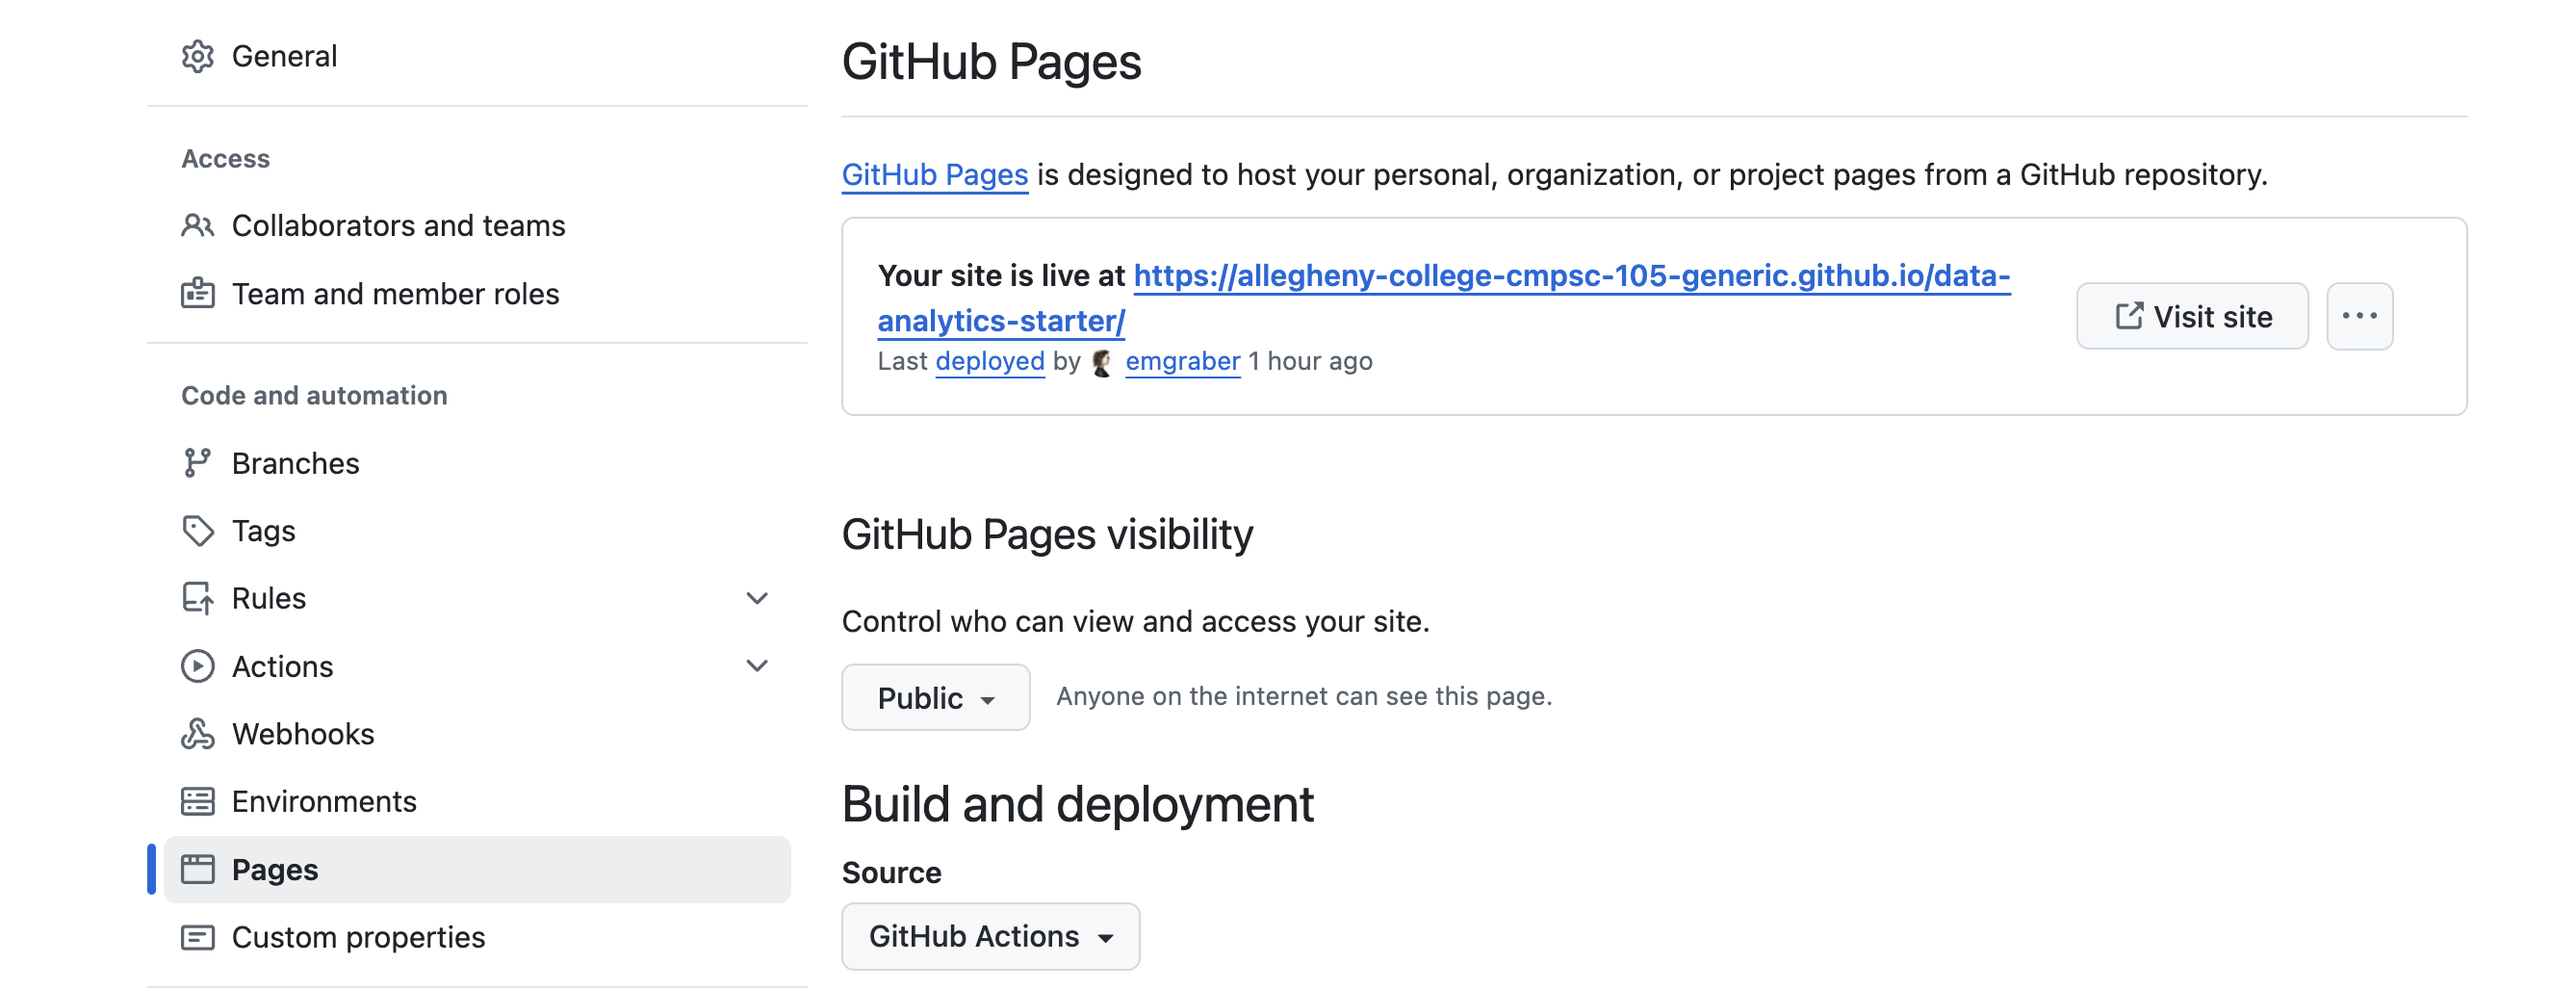 General
Access
Collaborators and teams
Team and member roles
Code and automation
Branches
Tags
Rules
Actions
Webhooks
Environments
Pages
Custom properties
GitHub Pages
GitHub Pages is designed to host your personal, organization, or project pages from a GitHub repository.
Your site is live at https://allegheny-college-cmpsc-105-generic.github.io/data-
analytics-starter/
Last deployed by emgraber 1 hour ago
Visit site
GitHub Pages visibility
Control who can view and access your site.
Public
Anyone on the internet can see this page.
Build and deployment
Source
GitHub Actions